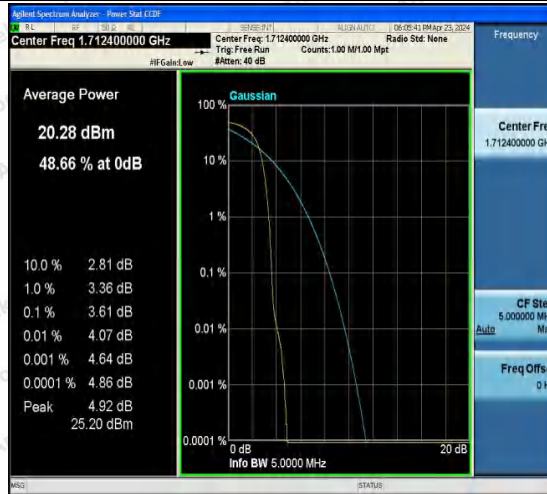 Agilent Spectrum Analyzer - Power Stat CCDF
RL RF 50 Ω SENSE:INT ALIGN AUTO 06:05:41 PM Apr 23, 2024
Center Freq 1.712400000 GHz
Center Freq: 1.712400000 GHz Radio Std: None
Trig: Free Run Counts:1.00 M/1.00 Mpt
#IFGain:Low #Atten: 40 dB
Frequency
Average Power
20.28 dBm
48.66 % at 0dB
10.0 % 2.81 dB
1.0 % 3.36 dB
0.1 % 3.61 dB
0.01 % 4.07 dB
0.001 % 4.64 dB
0.0001 % 4.86 dB
Peak 4.92 dB
25.20 dBm
Gaussian
100 %
10 %
1 %
0.1 %
0.01 %
0.001 %
0.0001 %
0 dB 20 dB
Info BW 5.0000 MHz
Center Fre
1.712400000 GH
CF Ste
5.000000 MH
Auto Ma
Freq Offs
0 H
MSG STATUS